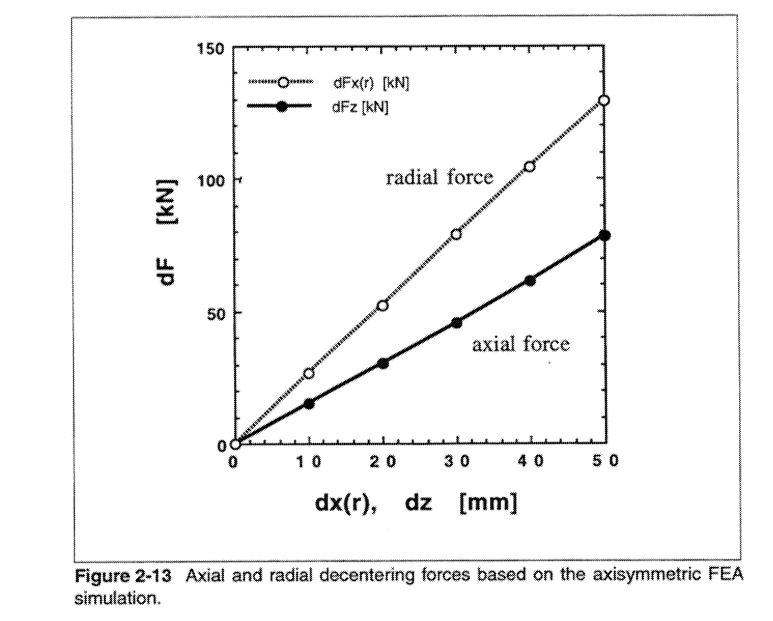 150
dFx(r) [kN]
dFz [kN]
100
radial force
dF [kN]
50
axial force
0
0 10 20 30 40 50
dx(r), dz [mm]
Figure 2-13 Axial and radial decentering forces based on the axisymmetric FEA
simulation.